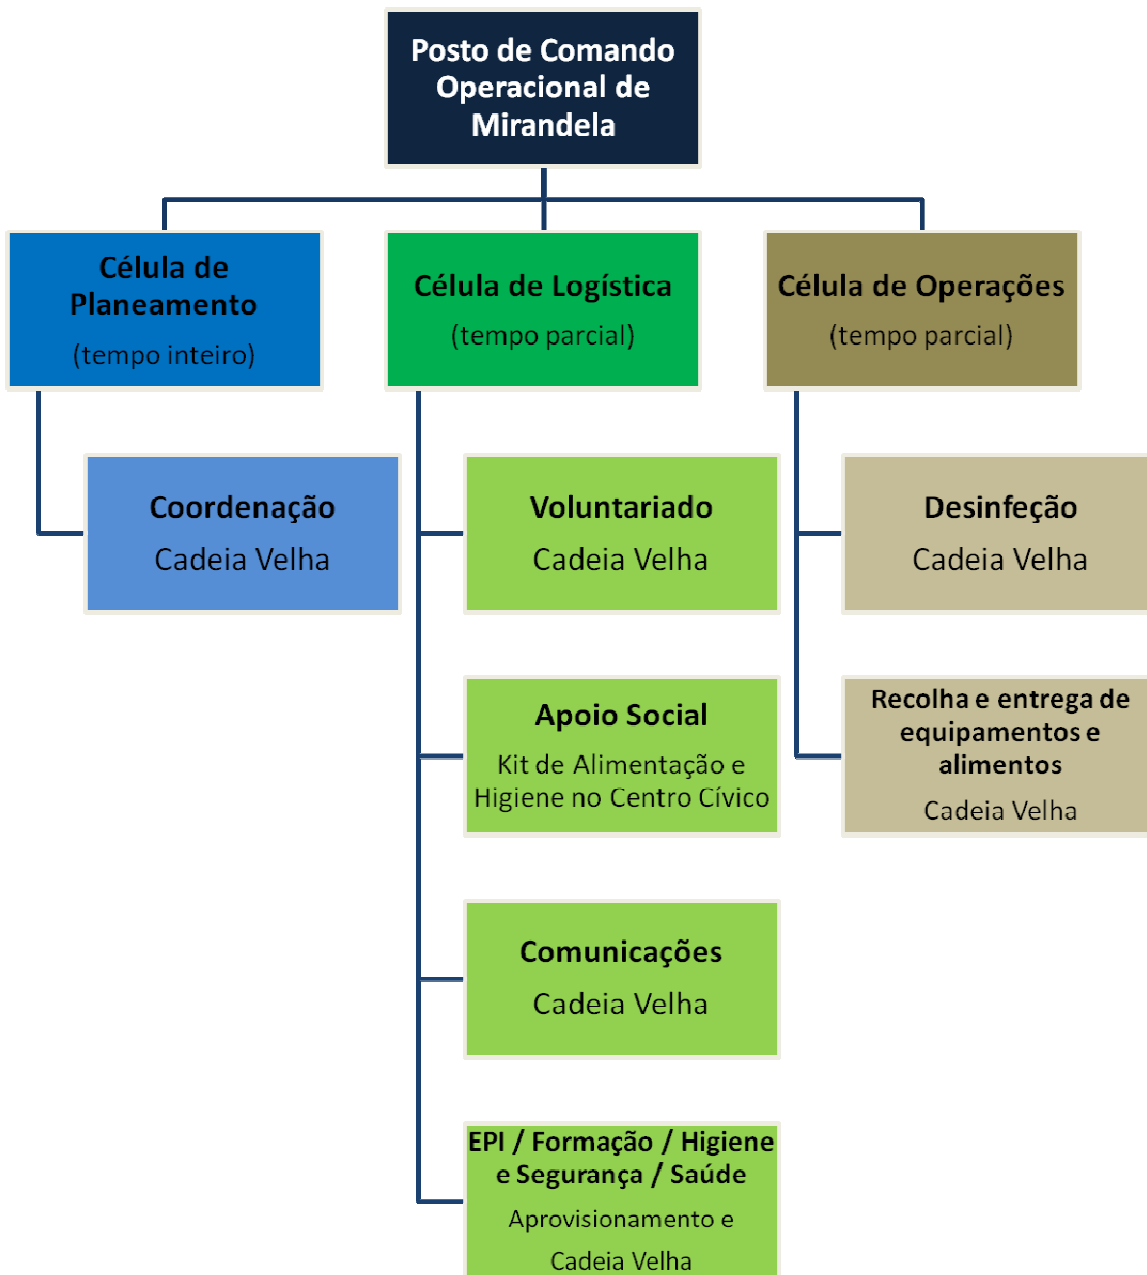 Posto de Comando
Operacional de
Mirandela
Célula de
Planeamento
(tempo inteiro)
Célula de Logística
(tempo parcial)
Célula de Operações
(tempo parcial)
Coordenação
Cadeia Velha
Voluntariado
Cadeia Velha
Desinfeção
Cadeia Velha
Apoio Social
Kit de Alimentação e
Higiene no Centro Cívico
Recolha e entrega de
equipamentos e
alimentos
Cadeia Velha
Comunicações
Cadeia Velha
EPI / Formação / Higiene
e Segurança / Saúde
Aprovisionamento e
Cadeia Velha